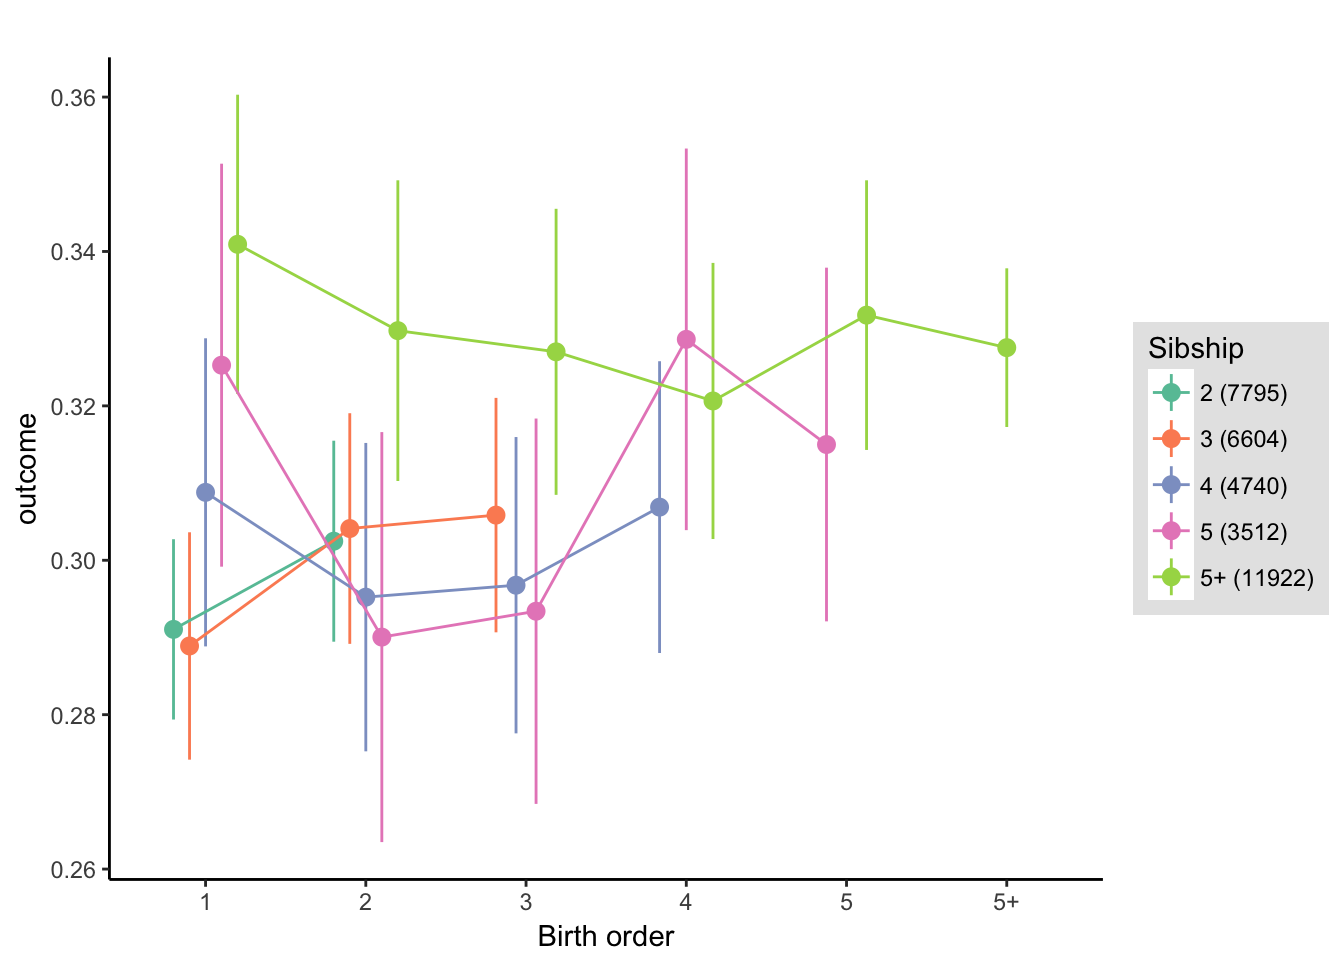 0.36
0.34
0.32
0.30
0.28
0.26
outcome
1 2 3 4 5 5+
Birth order
Sibship
2 (7795)
3 (6604)
4 (4740)
5 (3512)
5+ (11922)